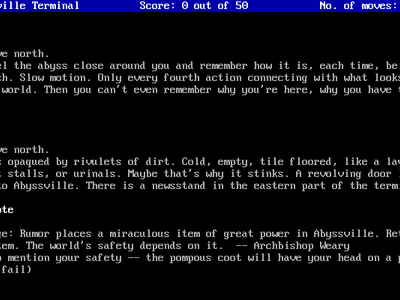 ville Terminal Score: 0 out of 50 No. of moves:
ve north.
el the abyss close around you and remember how it is, each time, be
ch. Slow motion. Only every fourth action connecting with what looks
world. Then you can't even remember why you're here, why you have t
ve north.
opaqued by rivulets of dirt. Cold, empty, tile floored, like a la
t stalls, or urinals. Maybe that's why it stinks. A revolving door
to Abyssville. There is a newsstand in the eastern part of the term
ote
ge: Rumor places a miraculous item of great power in Abyssville. Re
tem. The world's safety depends on it. -- Archbishop Weary
o mention your safety -- the pompous coot will have your head on a p
fail)